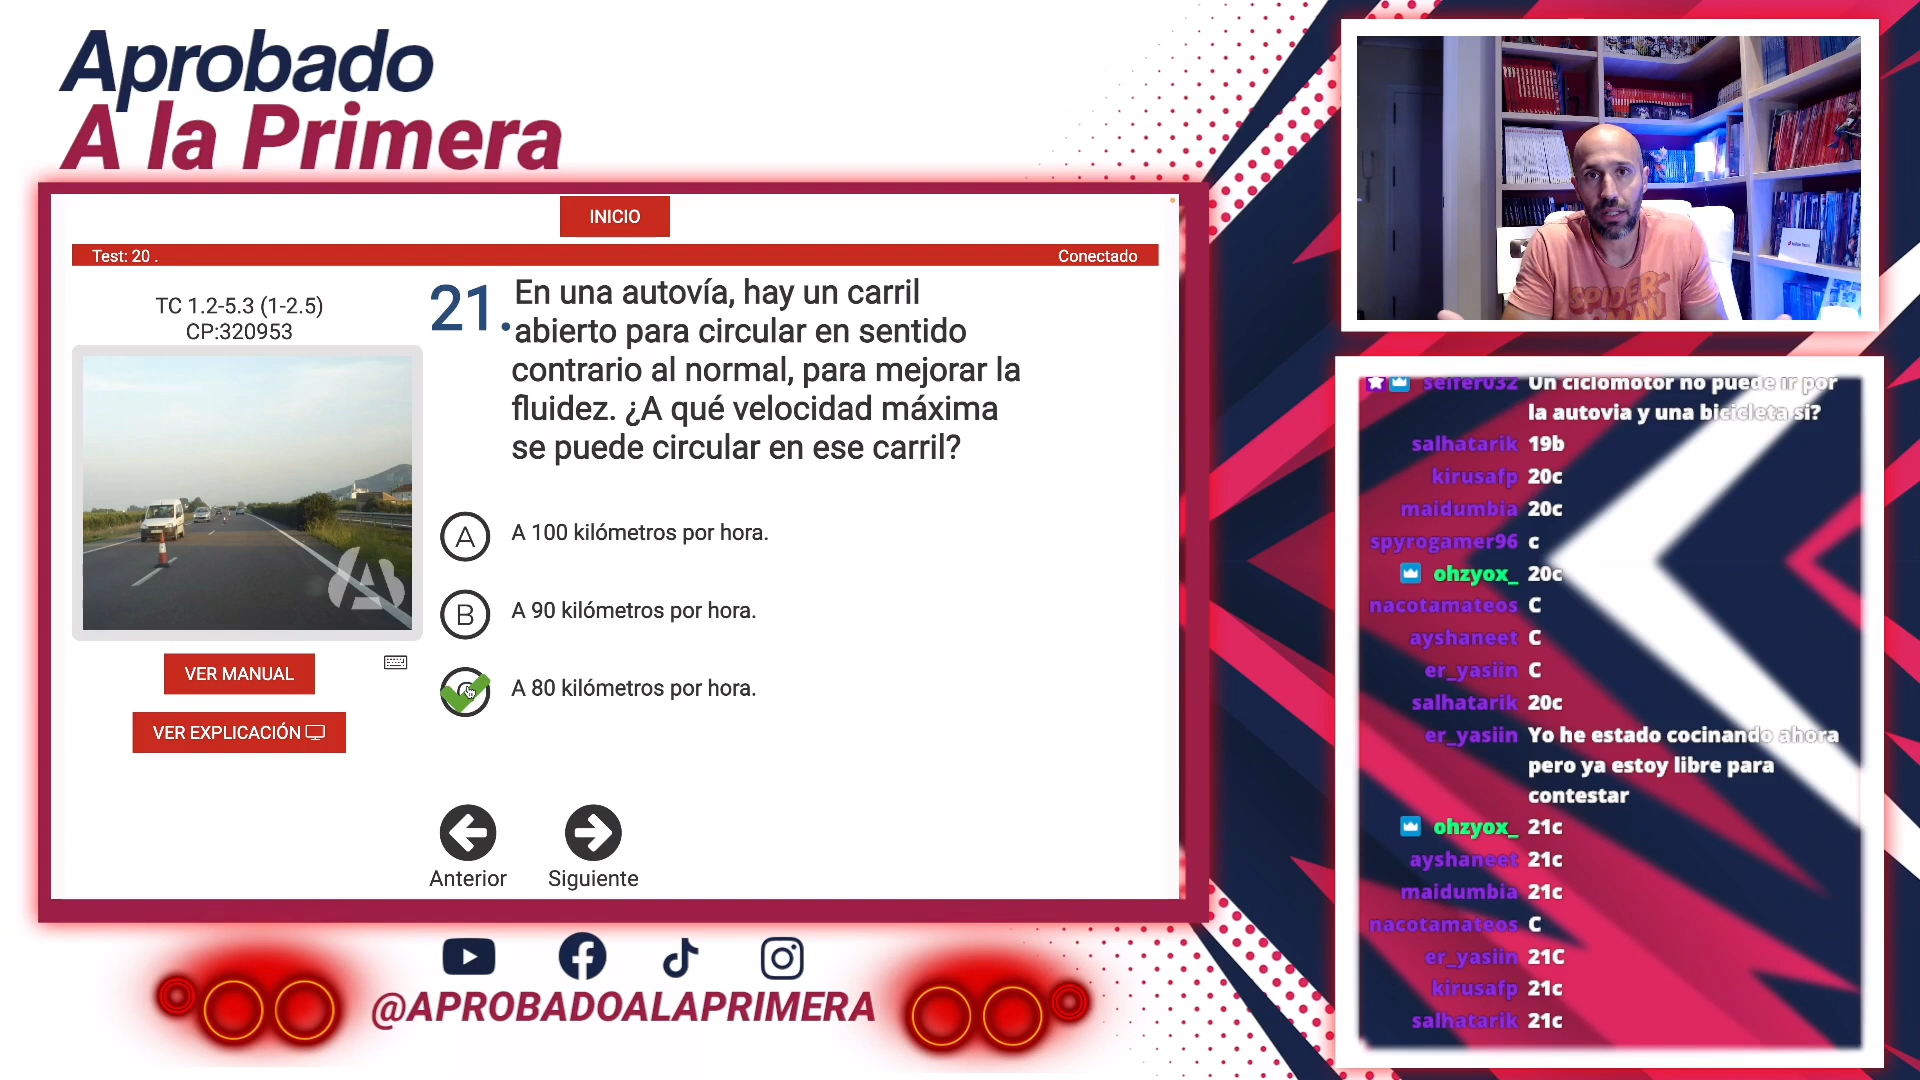 Aprobado
A la Primera
INICIO
Test: 20 .
Conectado
TC 1.2-5.3 (1-2.5)
CP:320953
21.
En una autovía, hay un carril
abierto para circular en sentido
contrario al normal, para mejorar la
fluidez. ¿A qué velocidad máxima
se puede circular en ese carril?
A
A 100 kilómetros por hora.
B
A 90 kilómetros por hora.
A 80 kilómetros por hora.
VER MANUAL
VER EXPLICACIÓN
Anterior
Siguiente
@APROBADOALAPRIMERA
SPIDER-
MAN
seifer032 Un ciclomotor no puede ir por
la autovia y una bicicleta si?
salhatarik 19b
kirusafp 20c
maidumbia 20c
spyrogamer96 c
ohzyox_ 20c
nacotamateos C
ayshaneet C
er_yasiin C
salhatarik 20c
er_yasiin Yo he estado cocinando ahora
pero ya estoy libre para
contestar
ohzyox_ 21c
ayshaneet 21c
maidumbia 21c
nacotamateos C
er_yasiin 21C
kirusafp 21c
salhatarik 21c